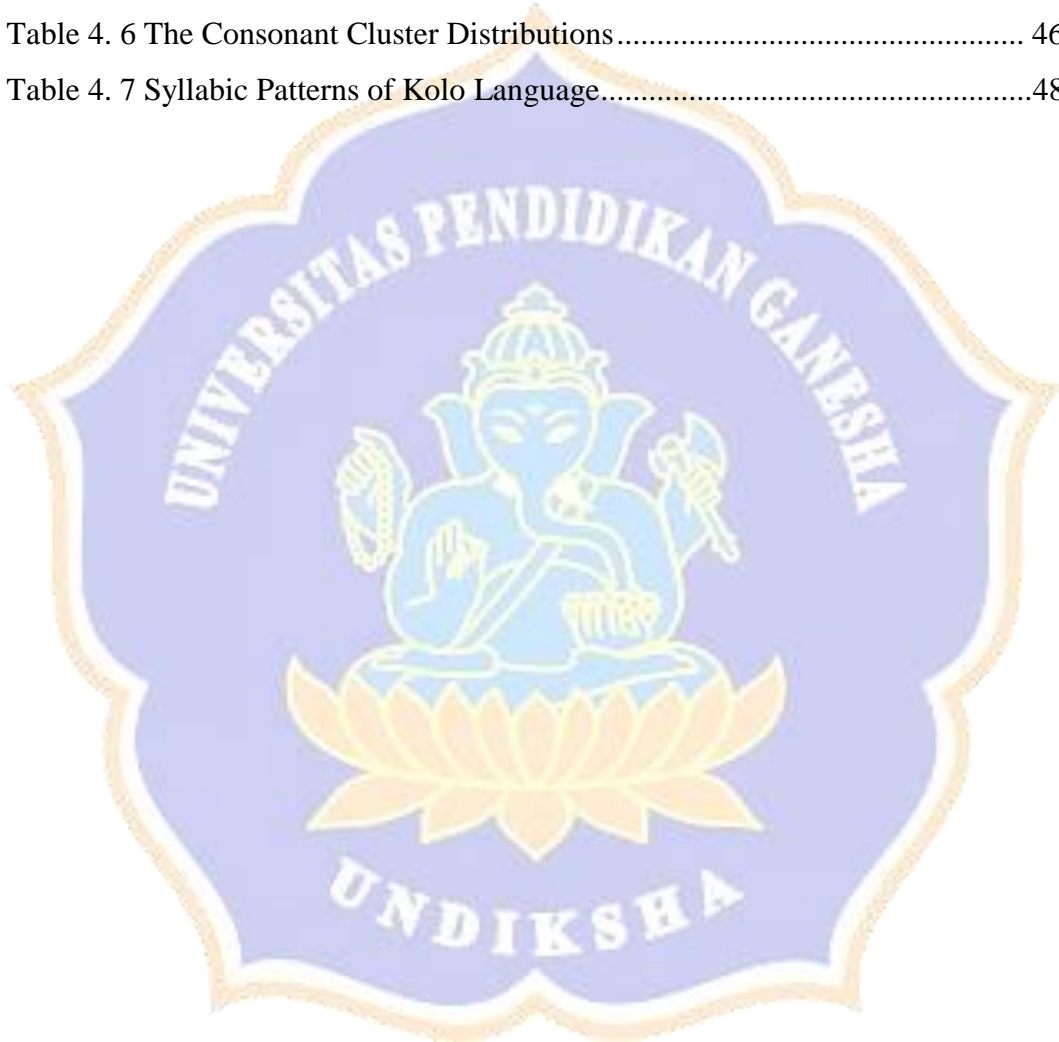 Table 4. 6 The Consonant Cluster Distributions.................................................... 46
Table 4. 7 Syllabic Patterns of Kolo Language......................................................48
UNIVERSITAS PENDIDIKAN GANESHA
UNDIKSHA